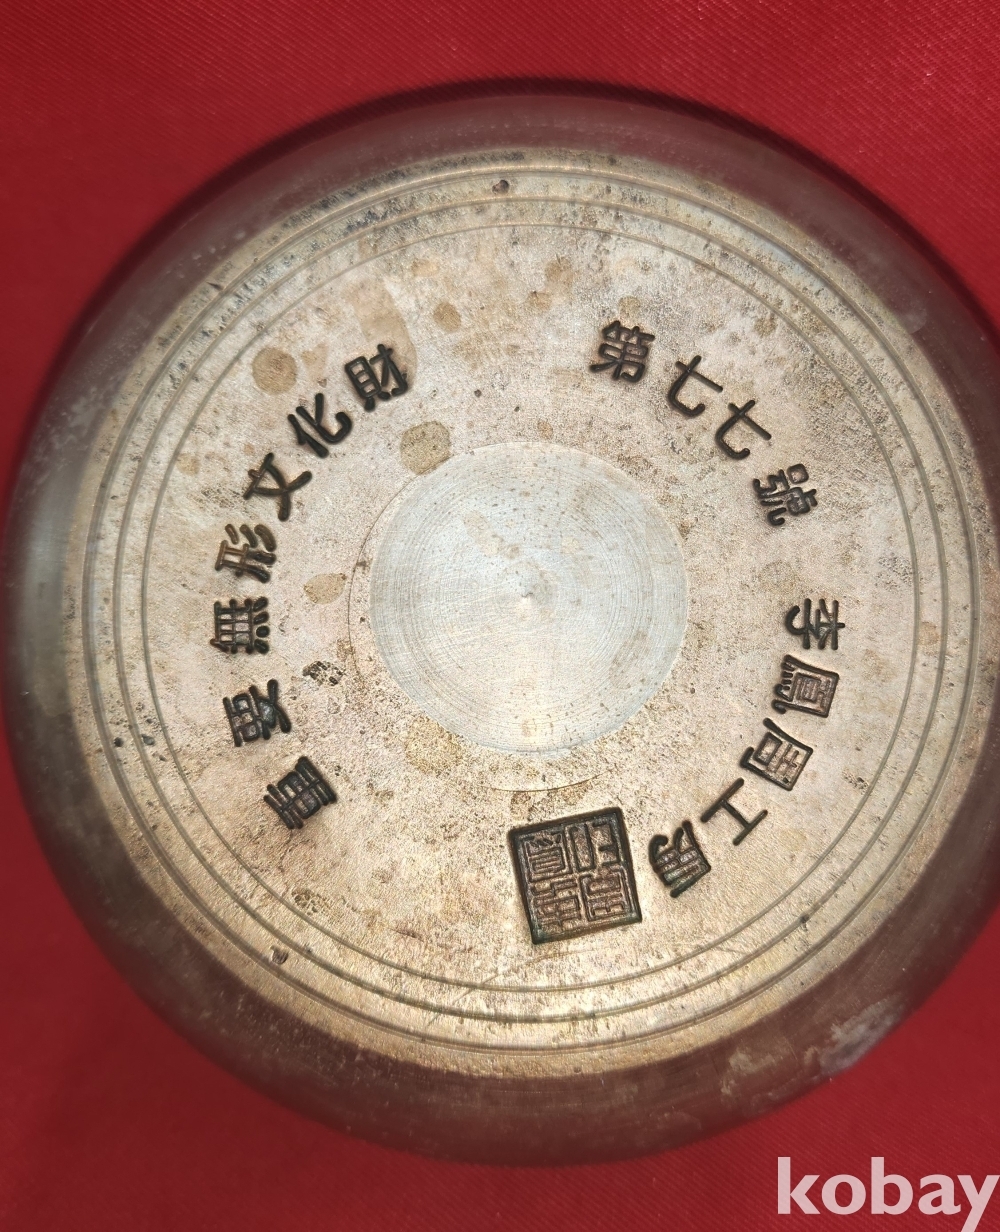 重要無形文化財
第七七號
李鳳周工房
kobay